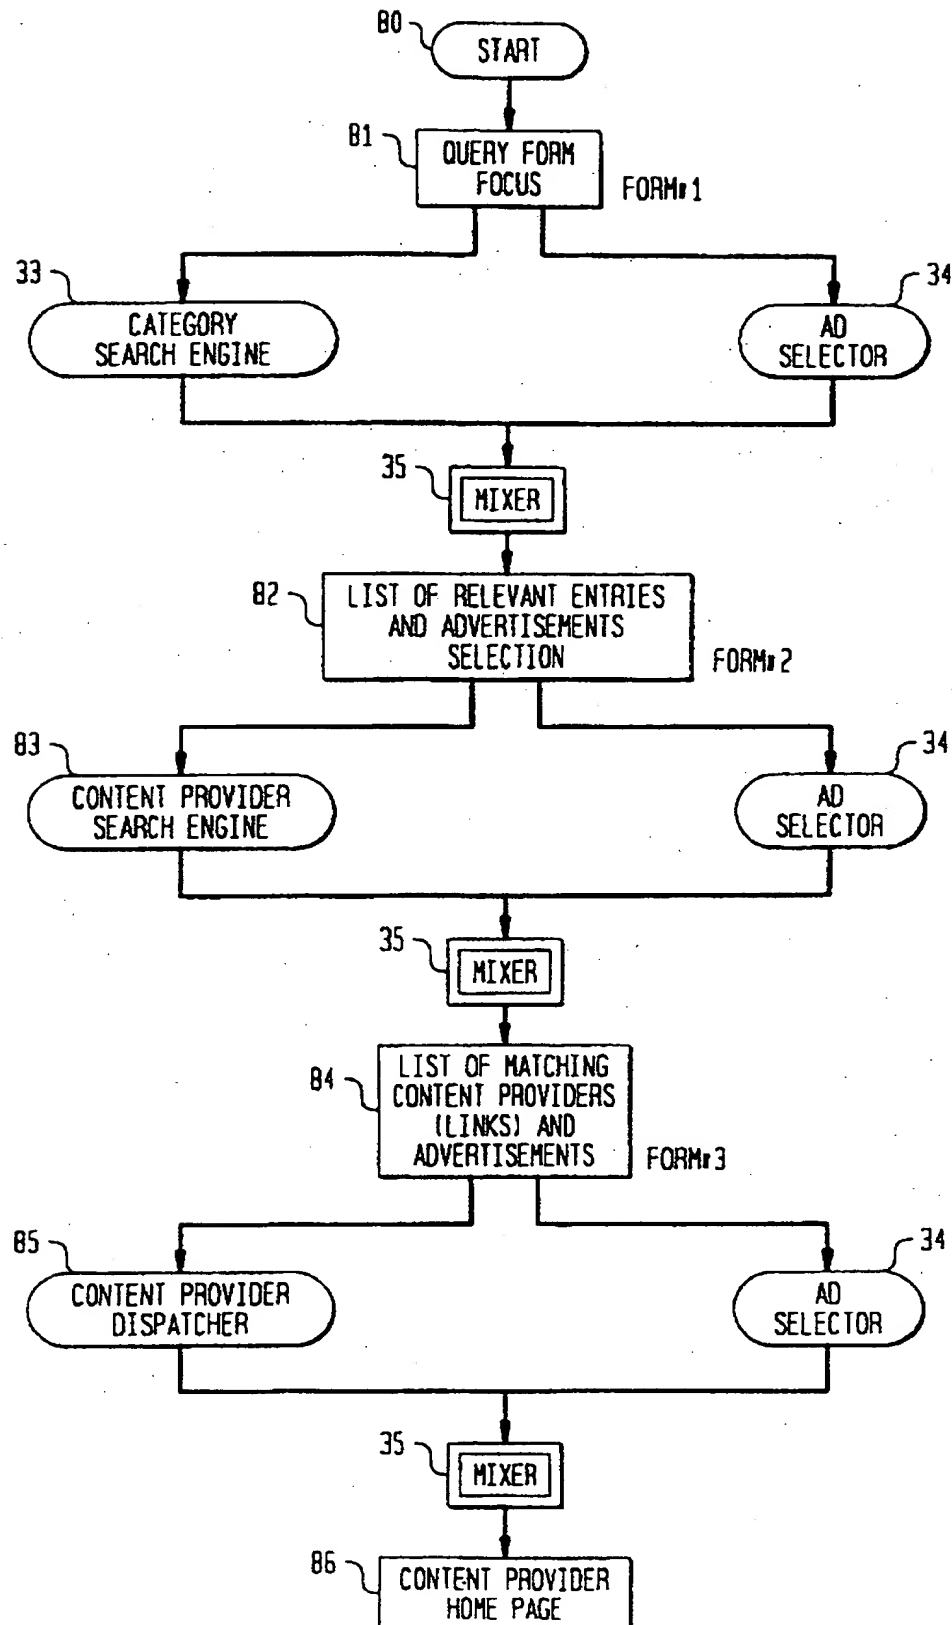 80
START
81
QUERY FORM
FOCUS
FORM#1
33
CATEGORY
SEARCH ENGINE
34
AD
SELECTOR
35
MIXER
82
LIST OF RELEVANT ENTRIES
AND ADVERTISEMENTS
SELECTION
FORM#2
83
CONTENT PROVIDER
SEARCH ENGINE
34
AD
SELECTOR
35
MIXER
84
LIST OF MATCHING
CONTENT PROVIDERS
(LINKS) AND
ADVERTISEMENTS
FORM#3
85
CONTENT PROVIDER
DISPATCHER
34
AD
SELECTOR
35
MIXER
86
CONTENT PROVIDER
HOME PAGE